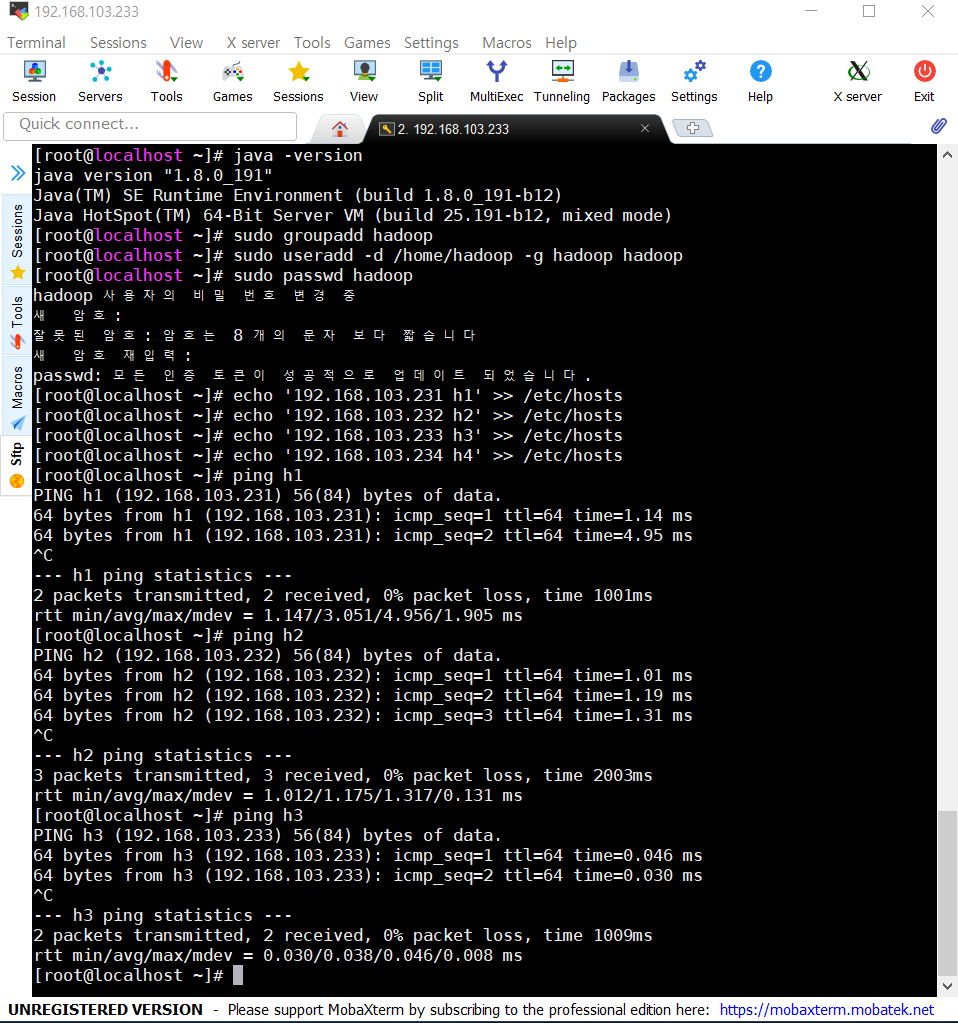 192.168.103.233
Terminal Sessions View X server Tools Games Settings Macros Help
Session Servers Tools Games Sessions View Split MultiExec Tunneling Packages Settings Help X server Exit
Quick connect...
2. 192.168.103.233
Sessions
Tools
Macros
Sftp
[root@localhost ~]# java -version
java version "1.8.0_191"
Java(TM) SE Runtime Environment (build 1.8.0_191-b12)
Java HotSpot(TM) 64-Bit Server VM (build 25.191-b12, mixed mode)
[root@localhost ~]# sudo groupadd hadoop
[root@localhost ~]# sudo useradd -d /home/hadoop -g hadoop hadoop
[root@localhost ~]# sudo passwd hadoop
hadoop 사용자의 비밀 번호 변경 중
새 암호:
잘못된 암호: 암호는 8 개의 문자 보다 짧습니다
새 암호 재입력:
passwd: 모든 인증 토큰이 성공적으로 업데이트 되었습니다.
[root@localhost ~]# echo '192.168.103.231 h1' >> /etc/hosts
[root@localhost ~]# echo '192.168.103.232 h2' >> /etc/hosts
[root@localhost ~]# echo '192.168.103.233 h3' >> /etc/hosts
[root@localhost ~]# echo '192.168.103.234 h4' >> /etc/hosts
[root@localhost ~]# ping h1
PING h1 (192.168.103.231) 56(84) bytes of data.
64 bytes from h1 (192.168.103.231): icmp_seq=1 ttl=64 time=1.14 ms
64 bytes from h1 (192.168.103.231): icmp_seq=2 ttl=64 time=4.95 ms
^C
--- h1 ping statistics ---
2 packets transmitted, 2 received, 0% packet loss, time 1001ms
rtt min/avg/max/mdev = 1.147/3.051/4.956/1.905 ms
[root@localhost ~]# ping h2
PING h2 (192.168.103.232) 56(84) bytes of data.
64 bytes from h2 (192.168.103.232): icmp_seq=1 ttl=64 time=1.01 ms
64 bytes from h2 (192.168.103.232): icmp_seq=2 ttl=64 time=1.19 ms
64 bytes from h2 (192.168.103.232): icmp_seq=3 ttl=64 time=1.31 ms
^C
--- h2 ping statistics ---
3 packets transmitted, 3 received, 0% packet loss, time 2003ms
rtt min/avg/max/mdev = 1.012/1.175/1.317/0.131 ms
[root@localhost ~]# ping h3
PING h3 (192.168.103.233) 56(84) bytes of data.
64 bytes from h3 (192.168.103.233): icmp_seq=1 ttl=64 time=0.046 ms
64 bytes from h3 (192.168.103.233): icmp_seq=2 ttl=64 time=0.030 ms
^C
--- h3 ping statistics ---
2 packets transmitted, 2 received, 0% packet loss, time 1009ms
rtt min/avg/max/mdev = 0.030/0.038/0.046/0.008 ms
[root@localhost ~]#
UNREGISTERED VERSION - Please support MobaXterm by subscribing to the professional edition here: https://mobaxterm.mobatek.net